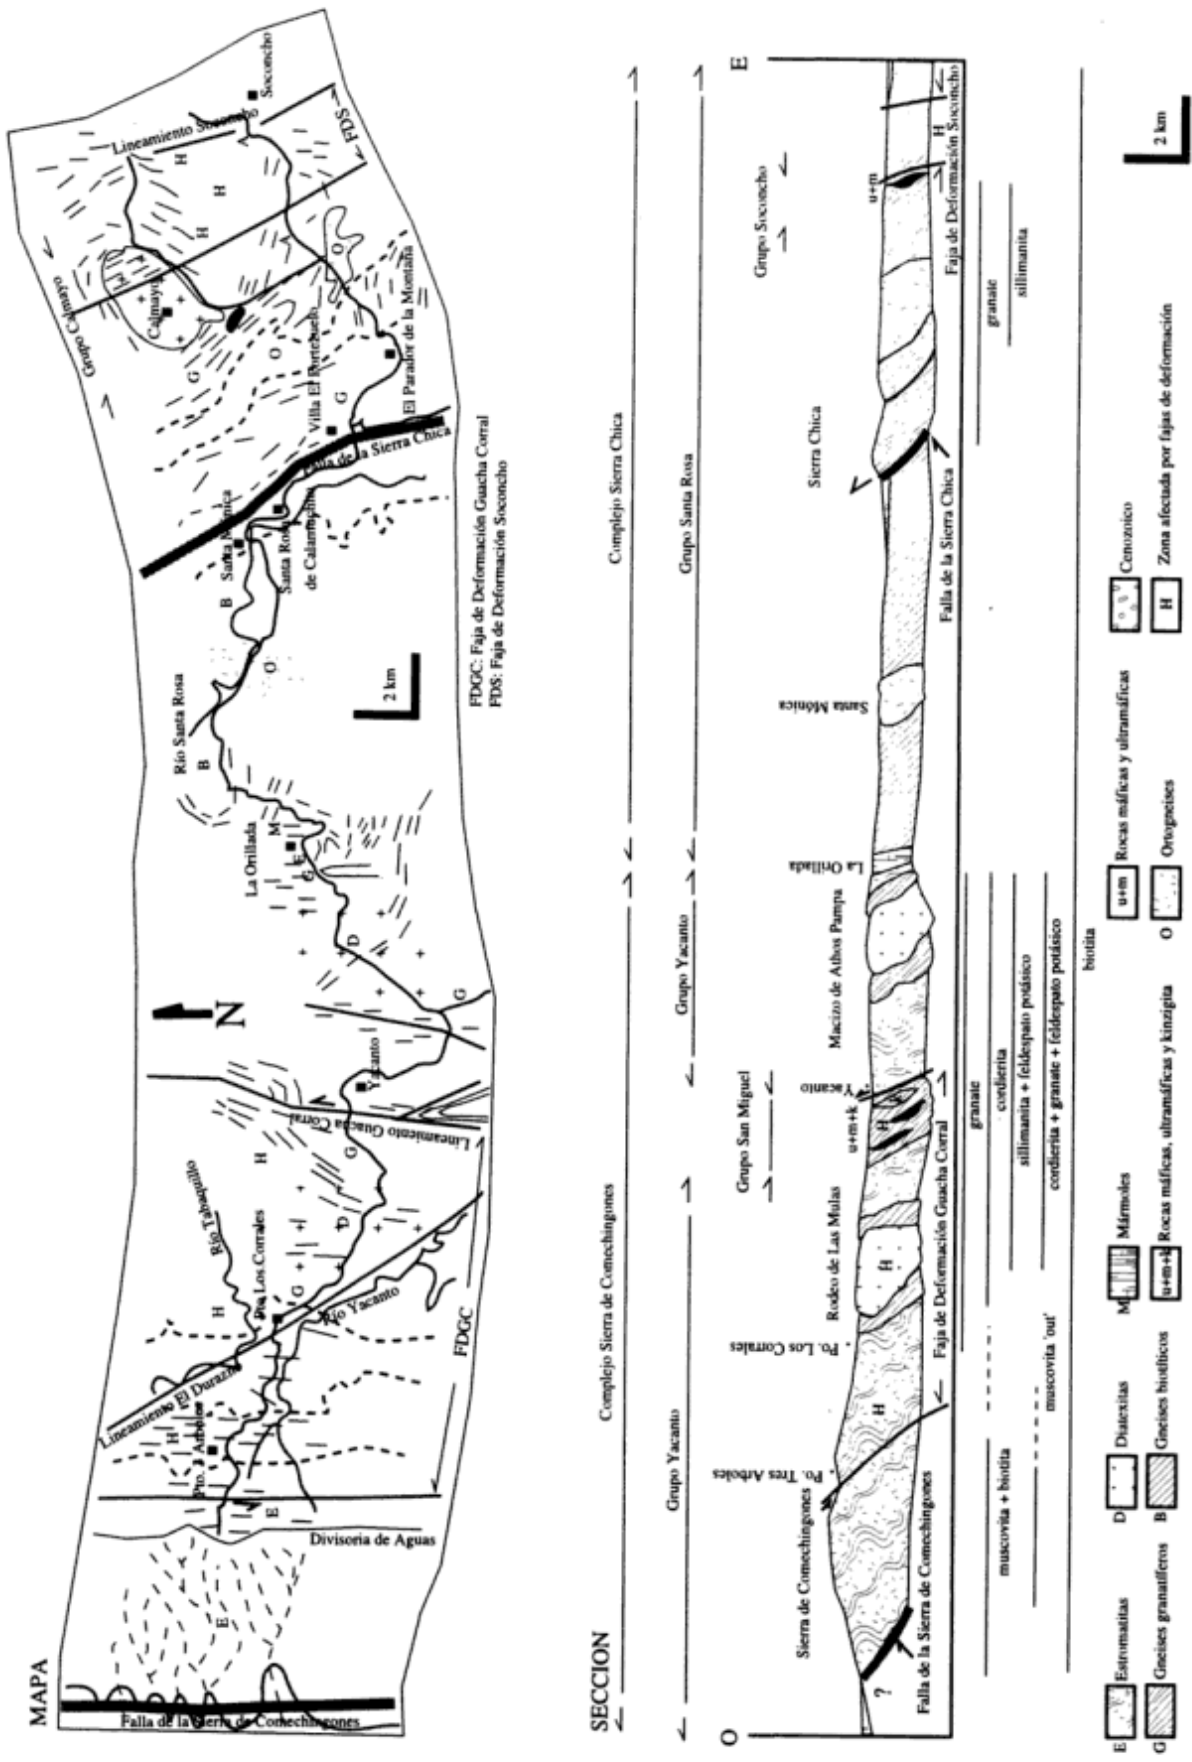 MAPA
Falla de la Sierra de Comechingones
E
Divisoria de Aguas
E
Pto. 3 Arboles
H
Lineamiento El Durazno
H
Río Tabaquillo
Pto Los Corrales
G
Río Yacanto
FDGC
H
D
G
Lineamiento Guacha Corral
Yacanto
N
G
D
La Orillada
G
E
M
B
Río Santa Rosa
O
2 km
B
Santa Mónica
Santa Rosa
de Calamuchita
Falla de la Sierra Chica
Villa El Portezuelo
G
El Parador de la Montaña
O
G
O
Grupo Calmayo
Calmayo
H
H
H
Lineamiento Soconcho
Soconcho
FDS
FDGC: Faja de Deformación Guacha Corral
FDS: Faja de Deformación Soconcho
SECCION
Complejo Sierra de Comechingones
Complejo Sierra Chica
Grupo Yacanto
Grupo San Miguel
Grupo Yacanto
Grupo Santa Rosa
Grupo Soconcho
O
E
Sierra de Comechingones
Po. Tres Arboles
Po. Los Corrales
Rodeo de Las Mulas
u+m+k
Yacanto
Macizo de Athos Pampa
La Orillada
Santa Mónica
Sierra Chica
u+m
?
H
H
H
H
Falla de la Sierra de Comechingones
Faja de Deformación Guacha Corral
Falla de la Sierra Chica
Faja de Deformación Soconcho
granate
granate
muscovita + biotita
cordierita
sillimanita
sillimanita + feldespato potásico
muscovita 'out'
cordierita + granate + feldespato potásico
biotita
E Estromatitas
D Diatexitas
M Mármoles
u+m Rocas máficas y ultramáficas
Cenozoico
G Gneises granatíferos
B Gneises biotíticos
u+m+k Rocas máficas, ultramáficas y kinzigita
O Ortogneises
H Zona afectada por fajas de deformación
2 km